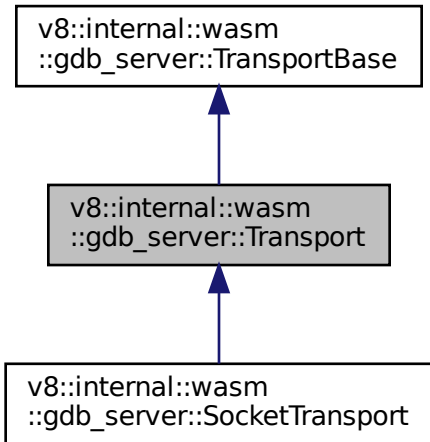 v8::internal::wasm
::gdb_server::TransportBase
v8::internal::wasm
::gdb_server::Transport
v8::internal::wasm
::gdb_server::SocketTransport